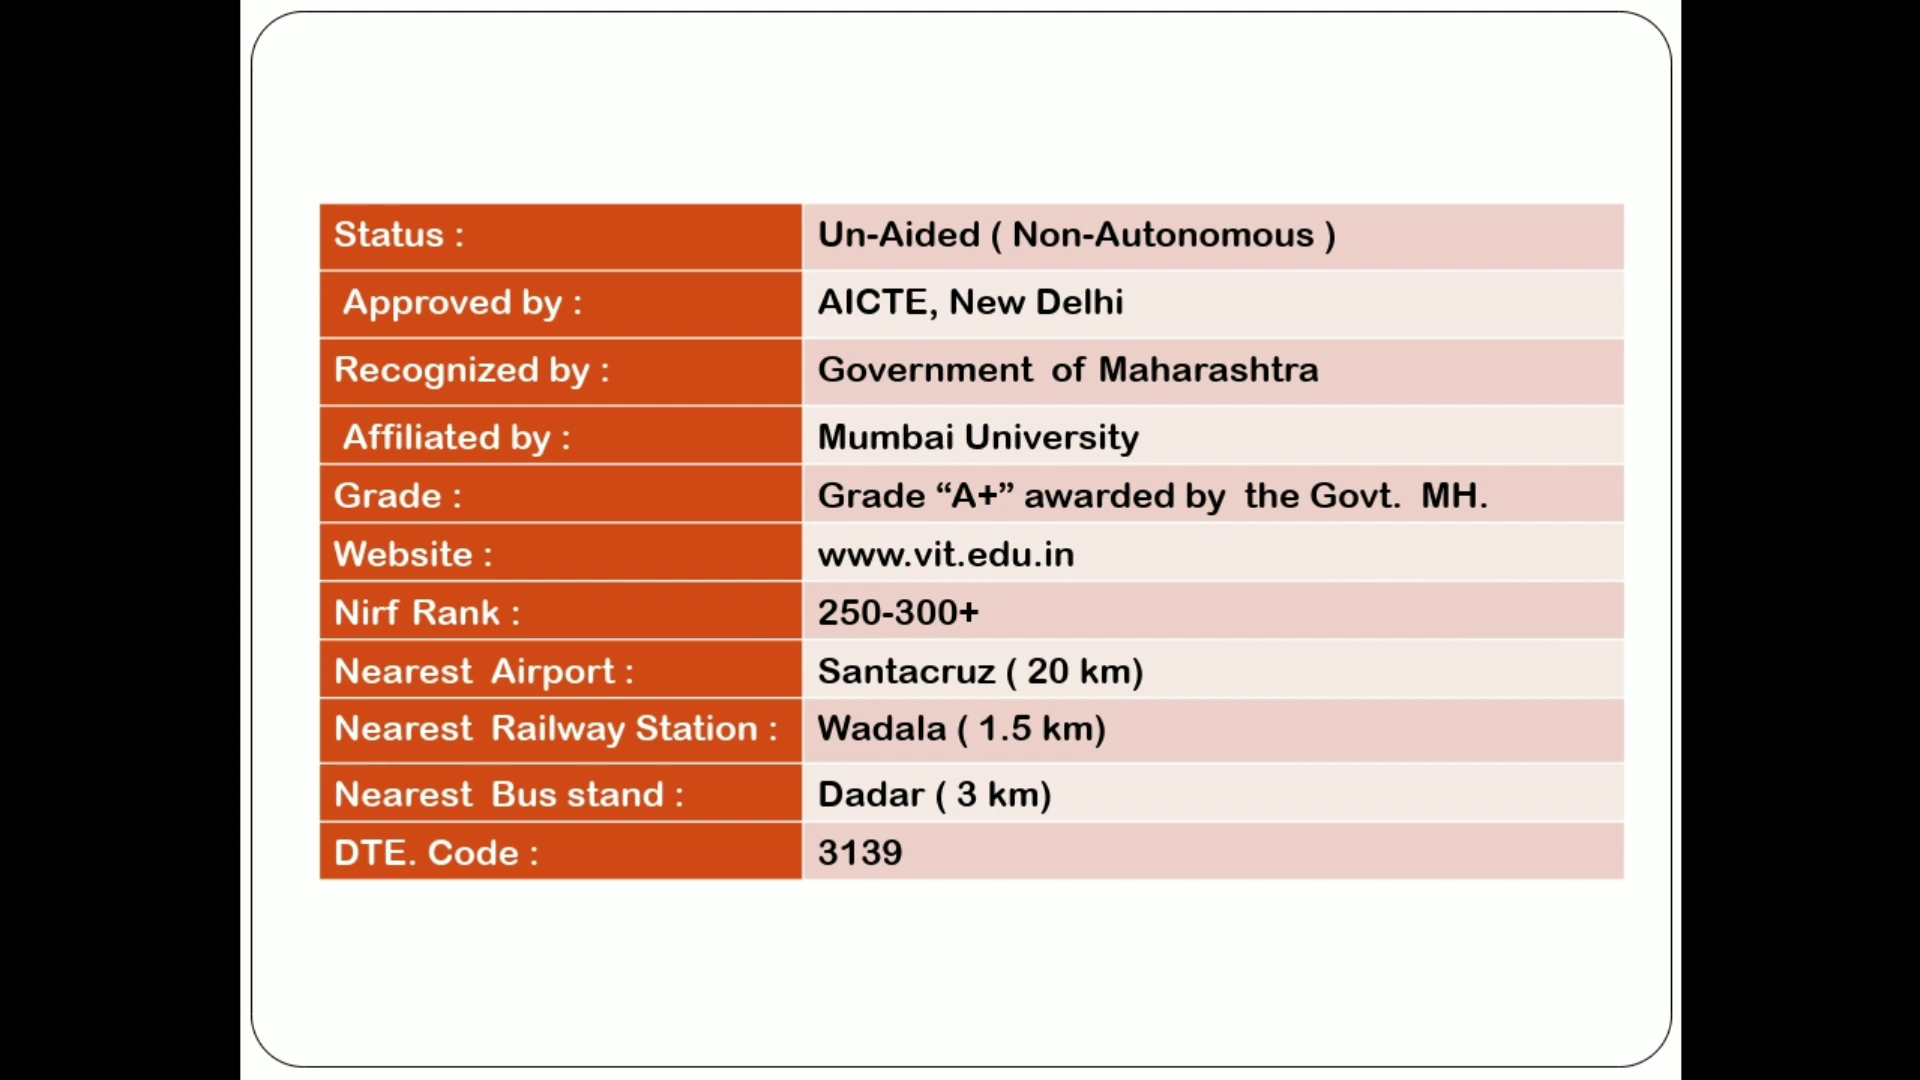 Status : Un-Aided ( Non-Autonomous )
Approved by : AICTE, New Delhi
Recognized by : Government of Maharashtra
Affiliated by : Mumbai University
Grade : Grade “A+” awarded by the Govt. MH.
Website : www.vit.edu.in
Nirf Rank : 250-300+
Nearest Airport : Santacruz ( 20 km)
Nearest Railway Station : Wadala ( 1.5 km)
Nearest Bus stand : Dadar ( 3 km)
DTE. Code : 3139